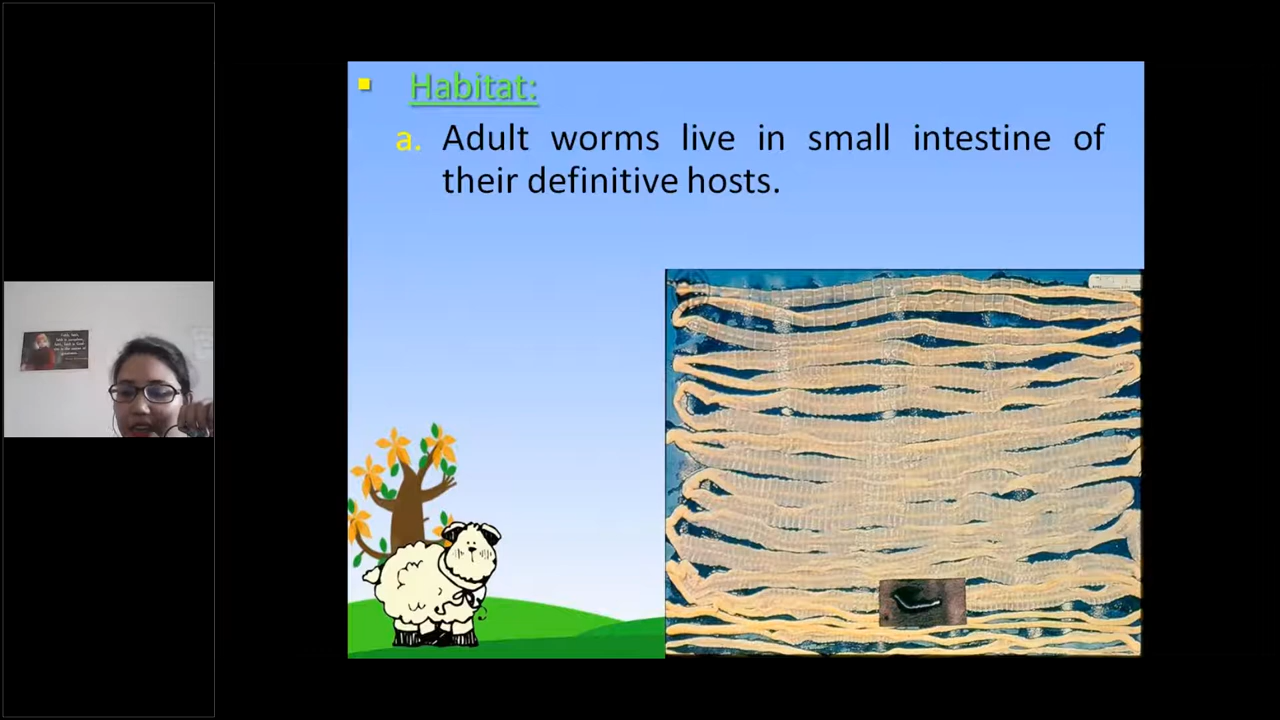 Habitat:
a. Adult worms live in small intestine of
their definitive hosts.